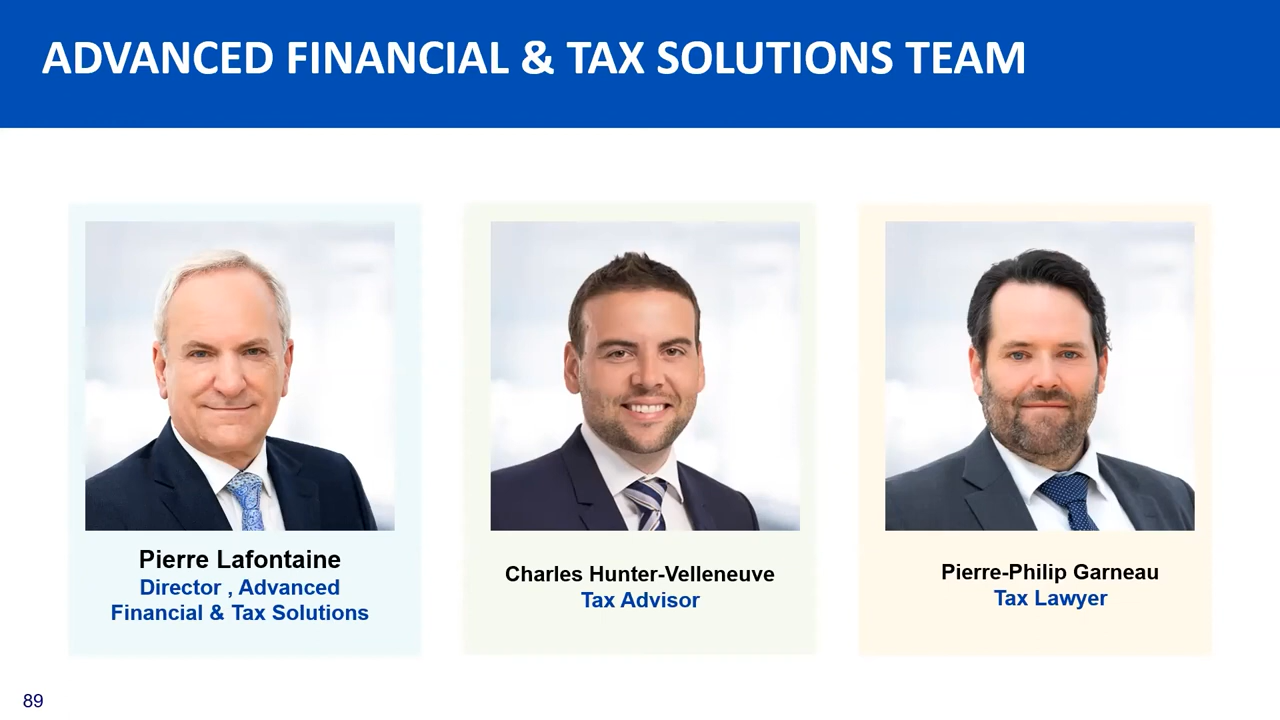 ADVANCED FINANCIAL & TAX SOLUTIONS TEAM
Pierre Lafontaine
Director , Advanced
Financial & Tax Solutions
Charles Hunter-Velleneuve
Tax Advisor
Pierre-Philip Garneau
Tax Lawyer
89